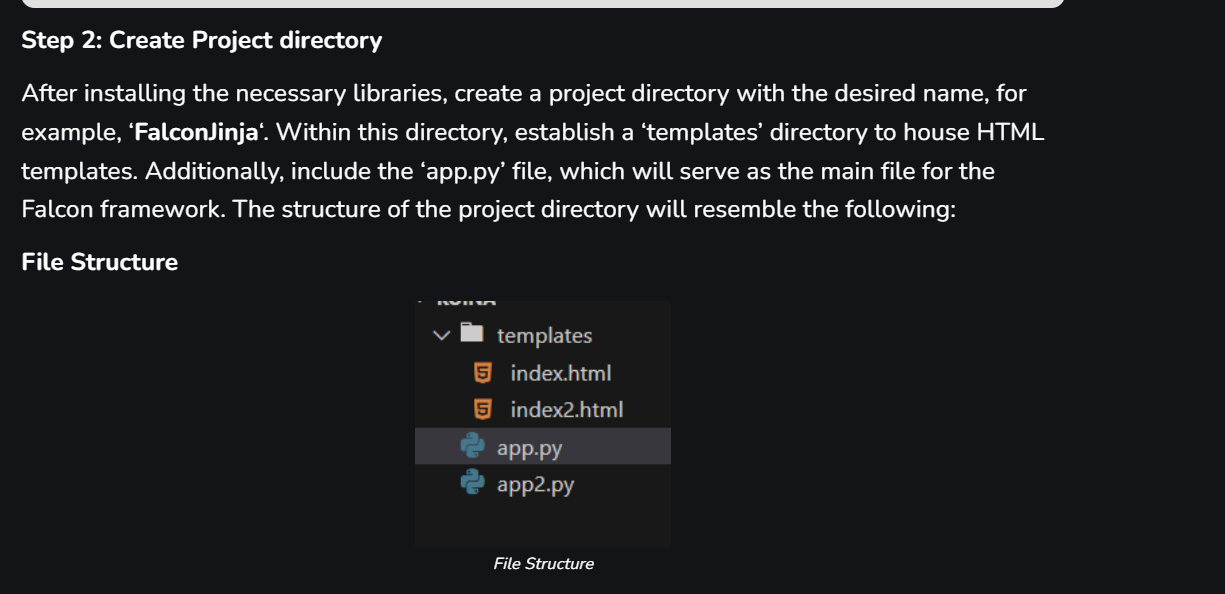 Step 2: Create Project directory
After installing the necessary libraries, create a project directory with the desired name, for
example, ‘FalconJinja‘. Within this directory, establish a ‘templates’ directory to house HTML
templates. Additionally, include the ‘app.py’ file, which will serve as the main file for the
Falcon framework. The structure of the project directory will resemble the following:
File Structure
templates
index.html
index2.html
app.py
app2.py
File Structure